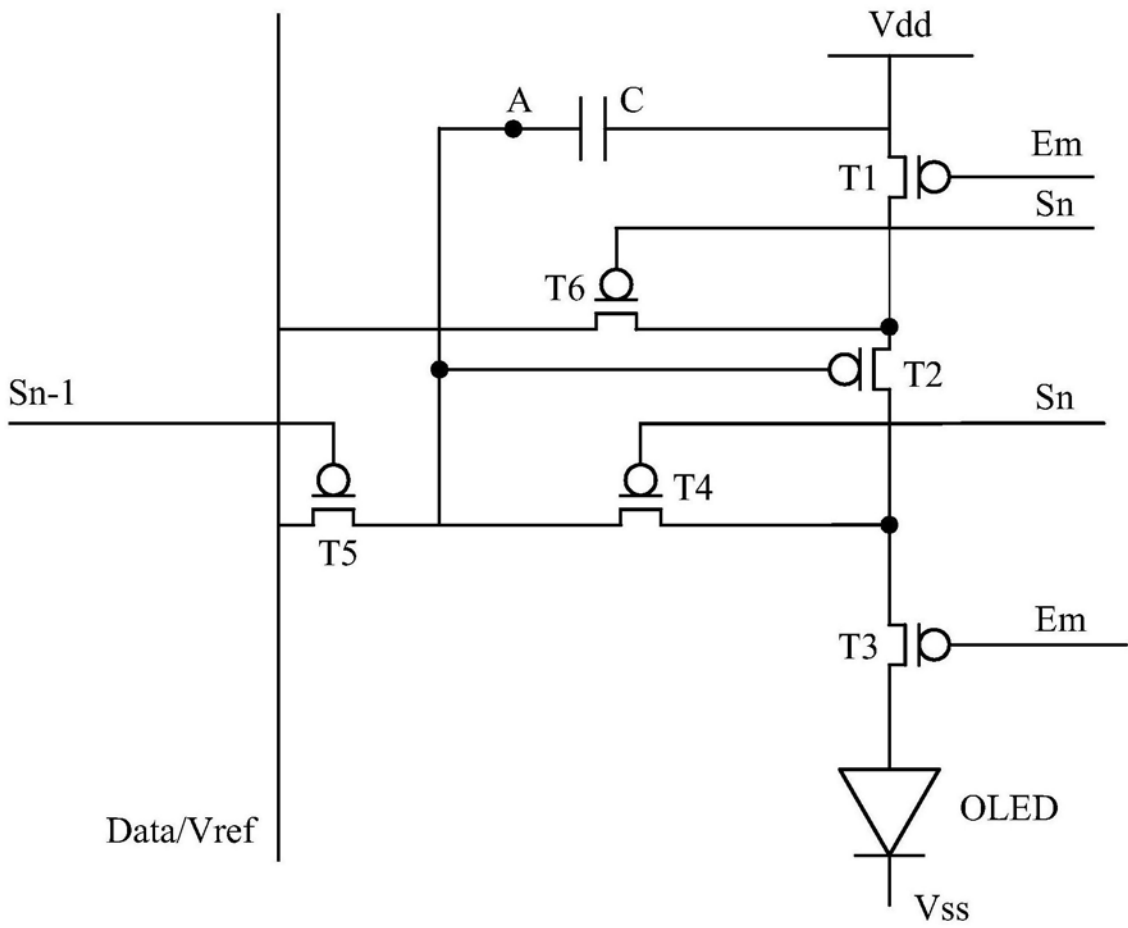 Vdd
A
C
T1
Em
Sn
T6
T2
Sn-1
Sn
T4
T5
T3
Em
OLED
Data/Vref
Vss